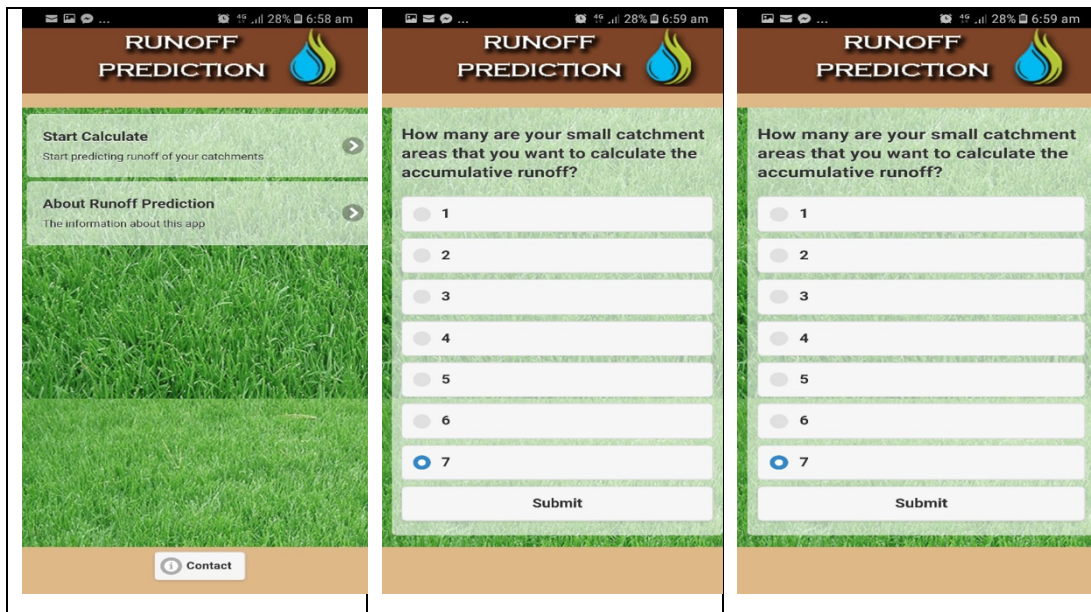 ... 4G 28% 6:58 am
RUNOFF
PREDICTION
Start Calculate
Start predicting runoff of your catchments
About Runoff Prediction
The information about this app
Contact
... 4G 28% 6:59 am
RUNOFF
PREDICTION
How many are your small catchment
areas that you want to calculate the
accumulative runoff?
1
2
3
4
5
6
7
Submit
... 4G 28% 6:59 am
RUNOFF
PREDICTION
How many are your small catchment
areas that you want to calculate the
accumulative runoff?
1
2
3
4
5
6
7
Submit